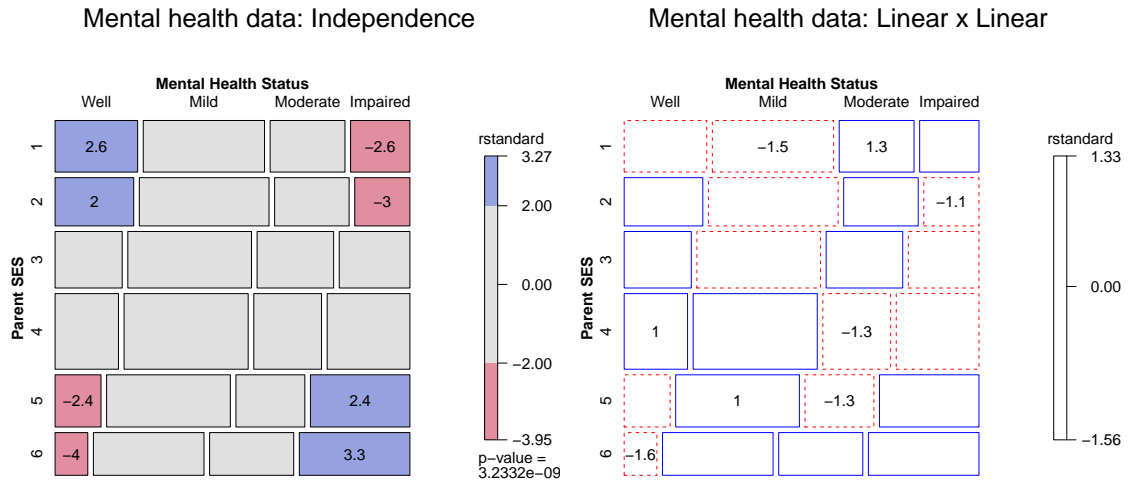 Mental health data: Independence
Mental Health Status
Well Mild Moderate Impaired
Parent SES
1 2.6 −2.6
2 2 −3
3
4
5 −2.4 2.4
6 −4 3.3
rstandard
3.27
2.00
0.00
−2.00
−3.95
p−value =
3.2332e−09
Mental health data: Linear x Linear
Mental Health Status
Well Mild Moderate Impaired
Parent SES
1 −1.5 1.3
2 −1.1
3
4 1 −1.3
5 1 −1.3
6 −1.6
rstandard
1.33
0.00
−1.56